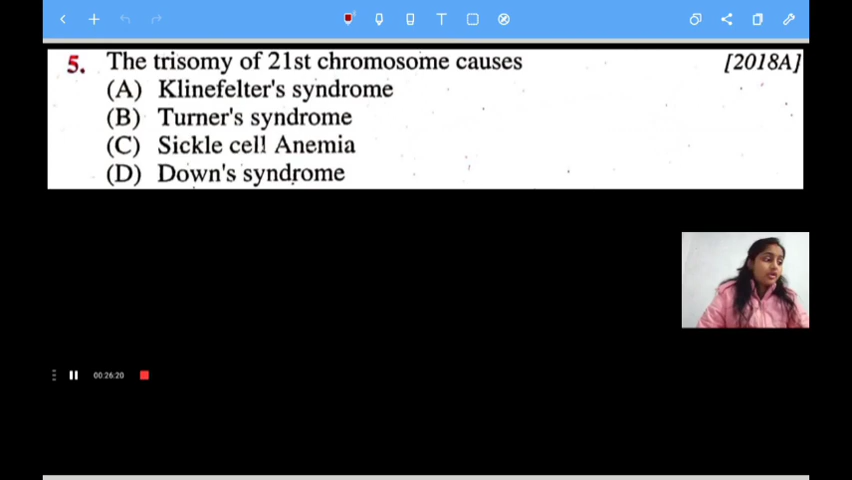 5. The trisomy of 21st chromosome causes [2018A]
(A) Klinefelter's syndrome
(B) Turner's syndrome
(C) Sickle cell Anemia
(D) Down's syndrome
00:26:20